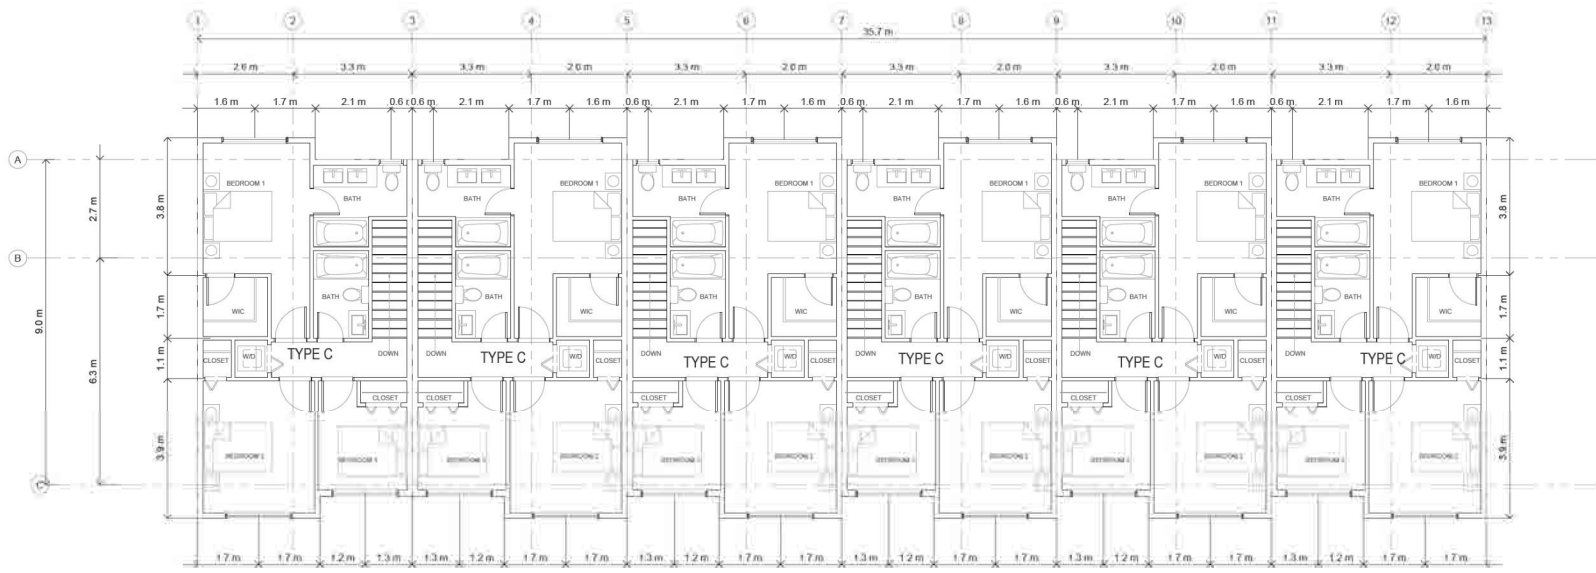 1 2 3 4 5 6 7 8 9 10 11 12 13
35.7 m
2.6 m 3.3 m 3.3 m 2.0 m 3.3 m 2.0 m 3.3 m 2.0 m 3.3 m 2.0 m 3.3 m 2.0 m
1.6 m 1.7 m 2.1 m 0.6 m 0.6 m 2.1 m 1.7 m 1.6 m 0.6 m 2.1 m 1.7 m 1.6 m 0.6 m 2.1 m 1.7 m 1.6 m 0.6 m 2.1 m 1.7 m 1.6 m 0.6 m 2.1 m 1.7 m 1.6 m
A
BEDROOM 1 BEDROOM 1 BEDROOM 1 BEDROOM 1 BEDROOM 1 BEDROOM 1
BATH BATH BATH BATH BATH BATH
2.7 m 3.8 m 3.8 m
B
BATH BATH BATH BATH BATH BATH
WIC WIC WIC WIC WIC WIC
9.0 m 1.7 m 1.7 m
TYPE C TYPE C TYPE C TYPE C TYPE C TYPE C
DOWN DOWN DOWN DOWN DOWN DOWN
CLOSET W/D W/D CLOSET W/D CLOSET W/D CLOSET W/D CLOSET W/D CLOSET
6.3 m 1.1 m 1.1 m
CLOSET CLOSET CLOSET CLOSET CLOSET CLOSET
3.9 m 3.9 m
1.7 m 1.7 m 1.2 m 1.3 m 1.3 m 1.2 m 1.7 m 1.7 m 1.3 m 1.2 m 1.7 m 1.7 m 1.3 m 1.2 m 1.7 m 1.7 m 1.3 m 1.2 m 1.7 m 1.7 m 1.3 m 1.2 m 1.7 m 1.7 m